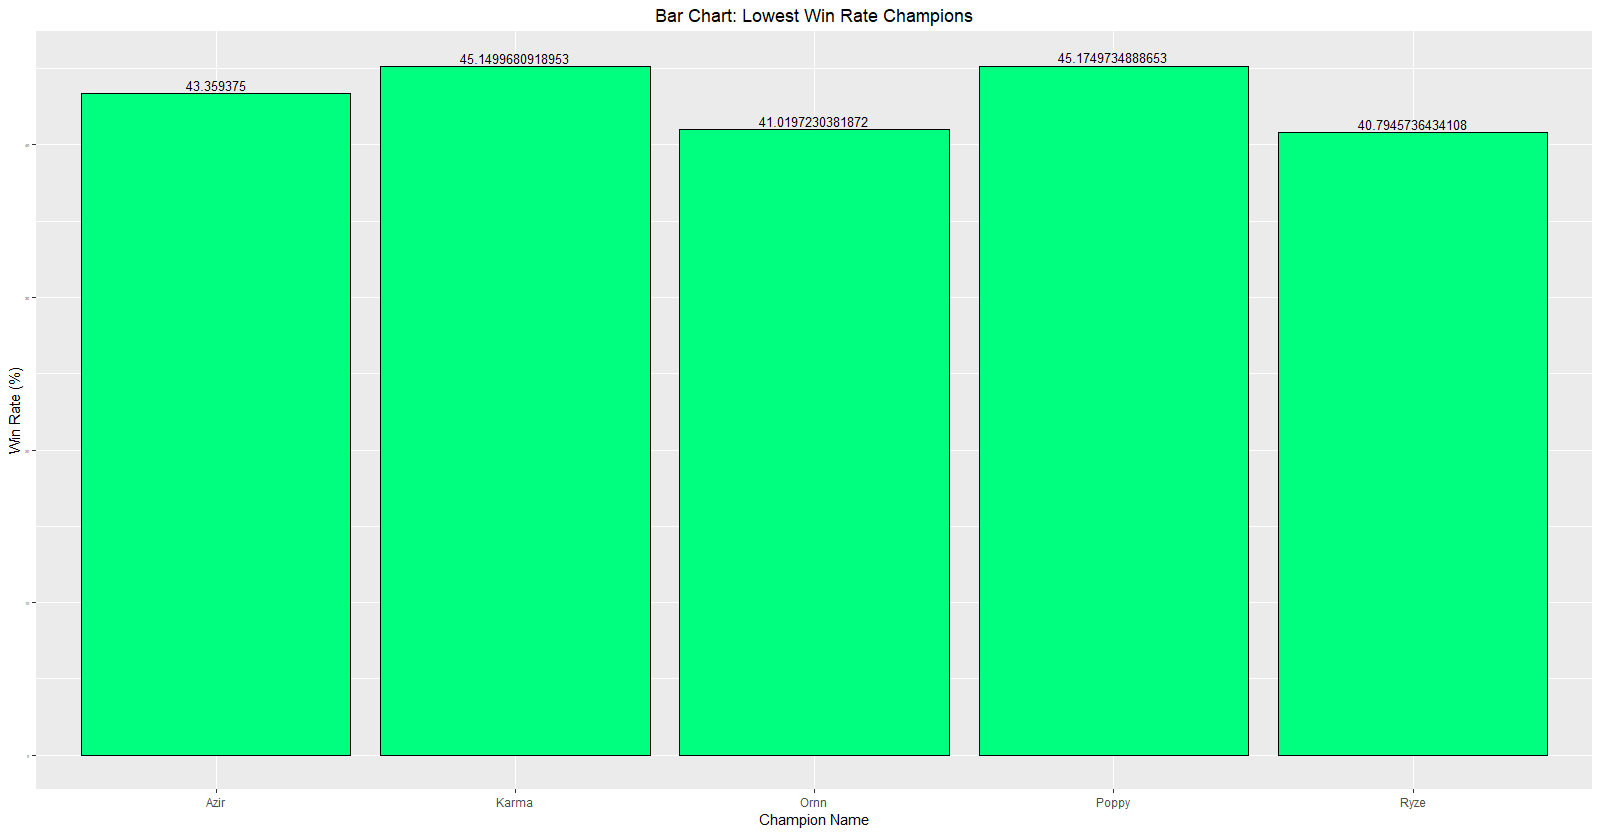 Bar Chart: Lowest Win Rate Champions
43.359375
45.1499680918953
41.0197230381872
45.1749734888653
40.7945736434108
Win Rate (%)
Azir
Karma
Ornn
Poppy
Ryze
Champion Name